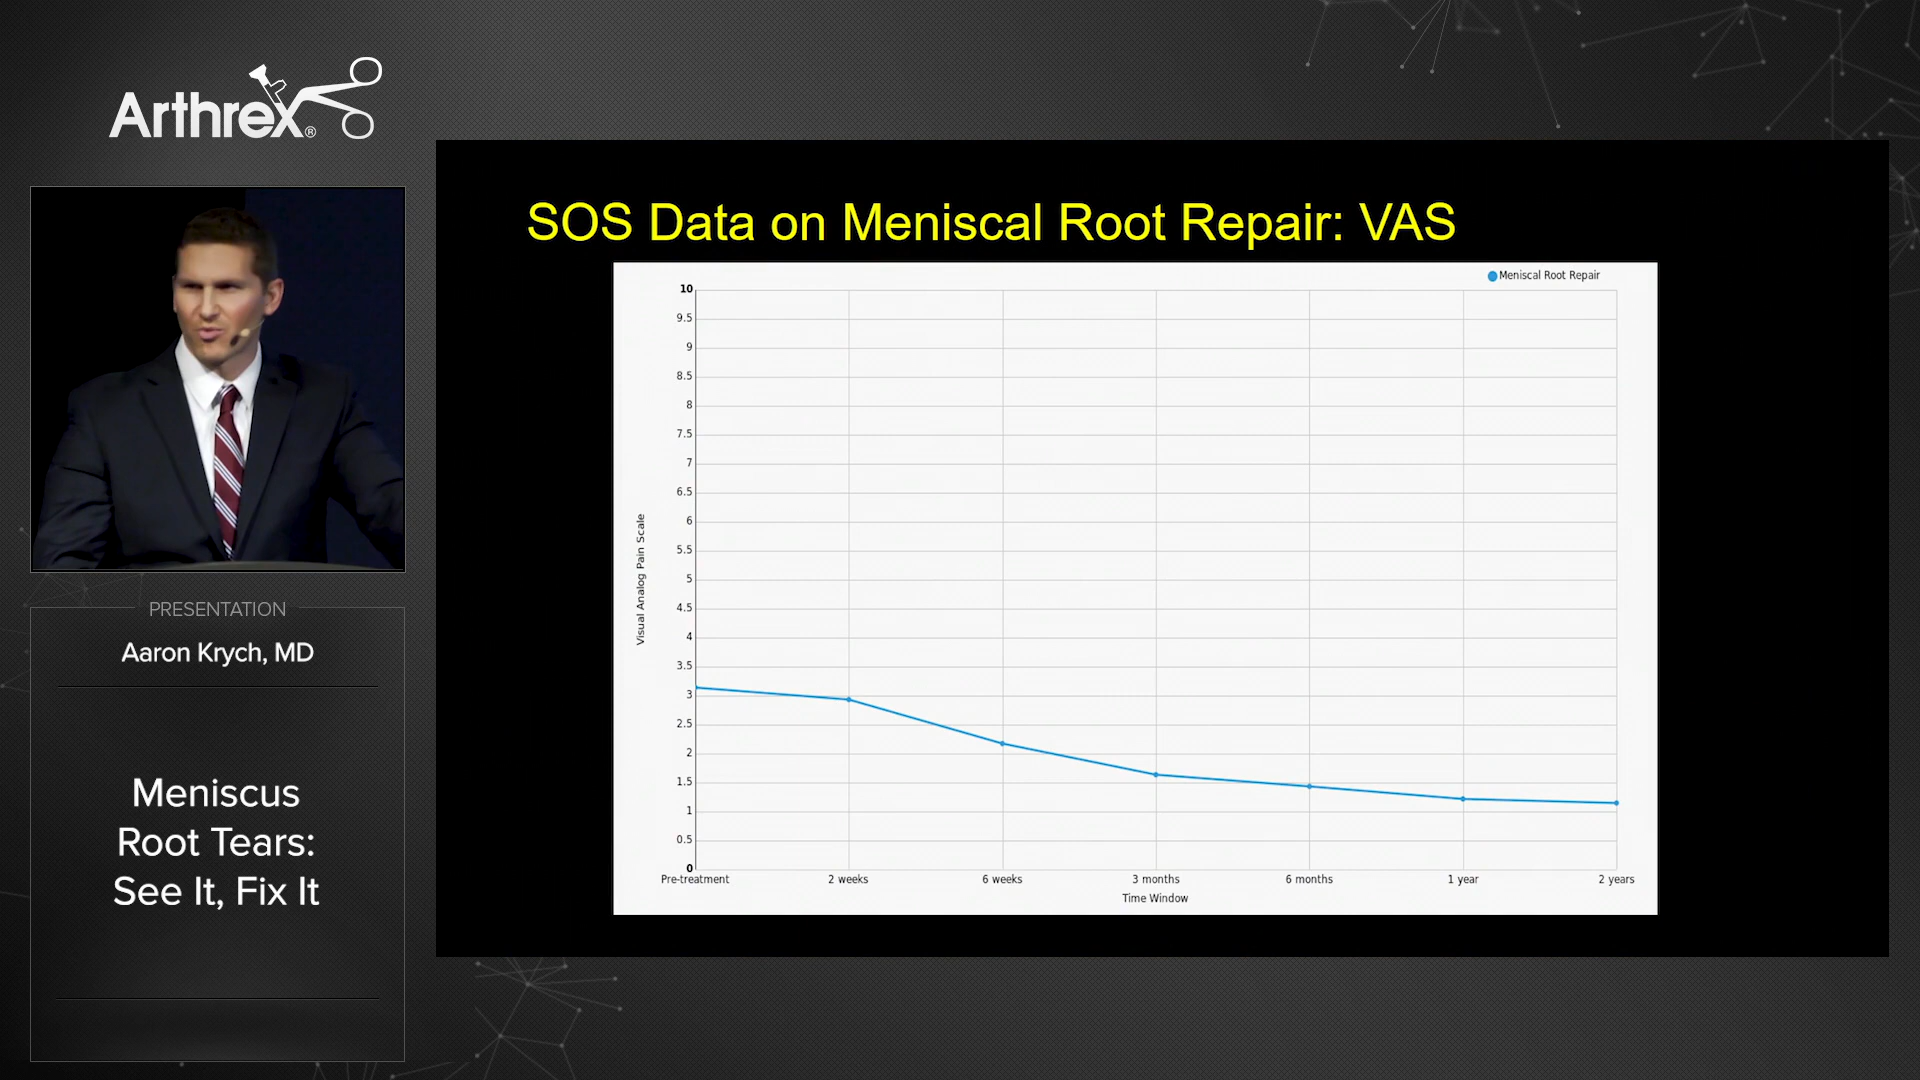 Arthrex®
PRESENTATION
Aaron Krych, MD
Meniscus
Root Tears:
See It, Fix It
SOS Data on Meniscal Root Repair: VAS
Meniscal Root Repair
10
9.5
9
8.5
8
7.5
7
6.5
6
5.5
5
4.5
4
3.5
3
2.5
2
1.5
1
0.5
0
Visual Analog Pain Scale
Pre-treatment 2 weeks 6 weeks 3 months 6 months 1 year 2 years
Time Window